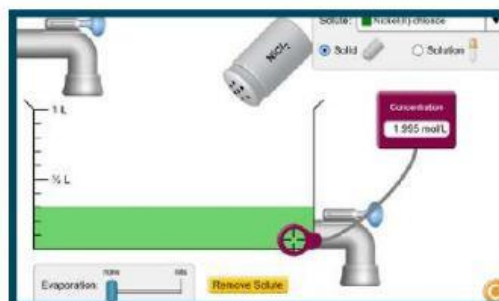 Solute: Nickel(II) chloride
Solid
Solution
NiCl₂
1 L
½ L
Concentration
1.995 mol/L
Evaporation:
none
lots
Remove Solute